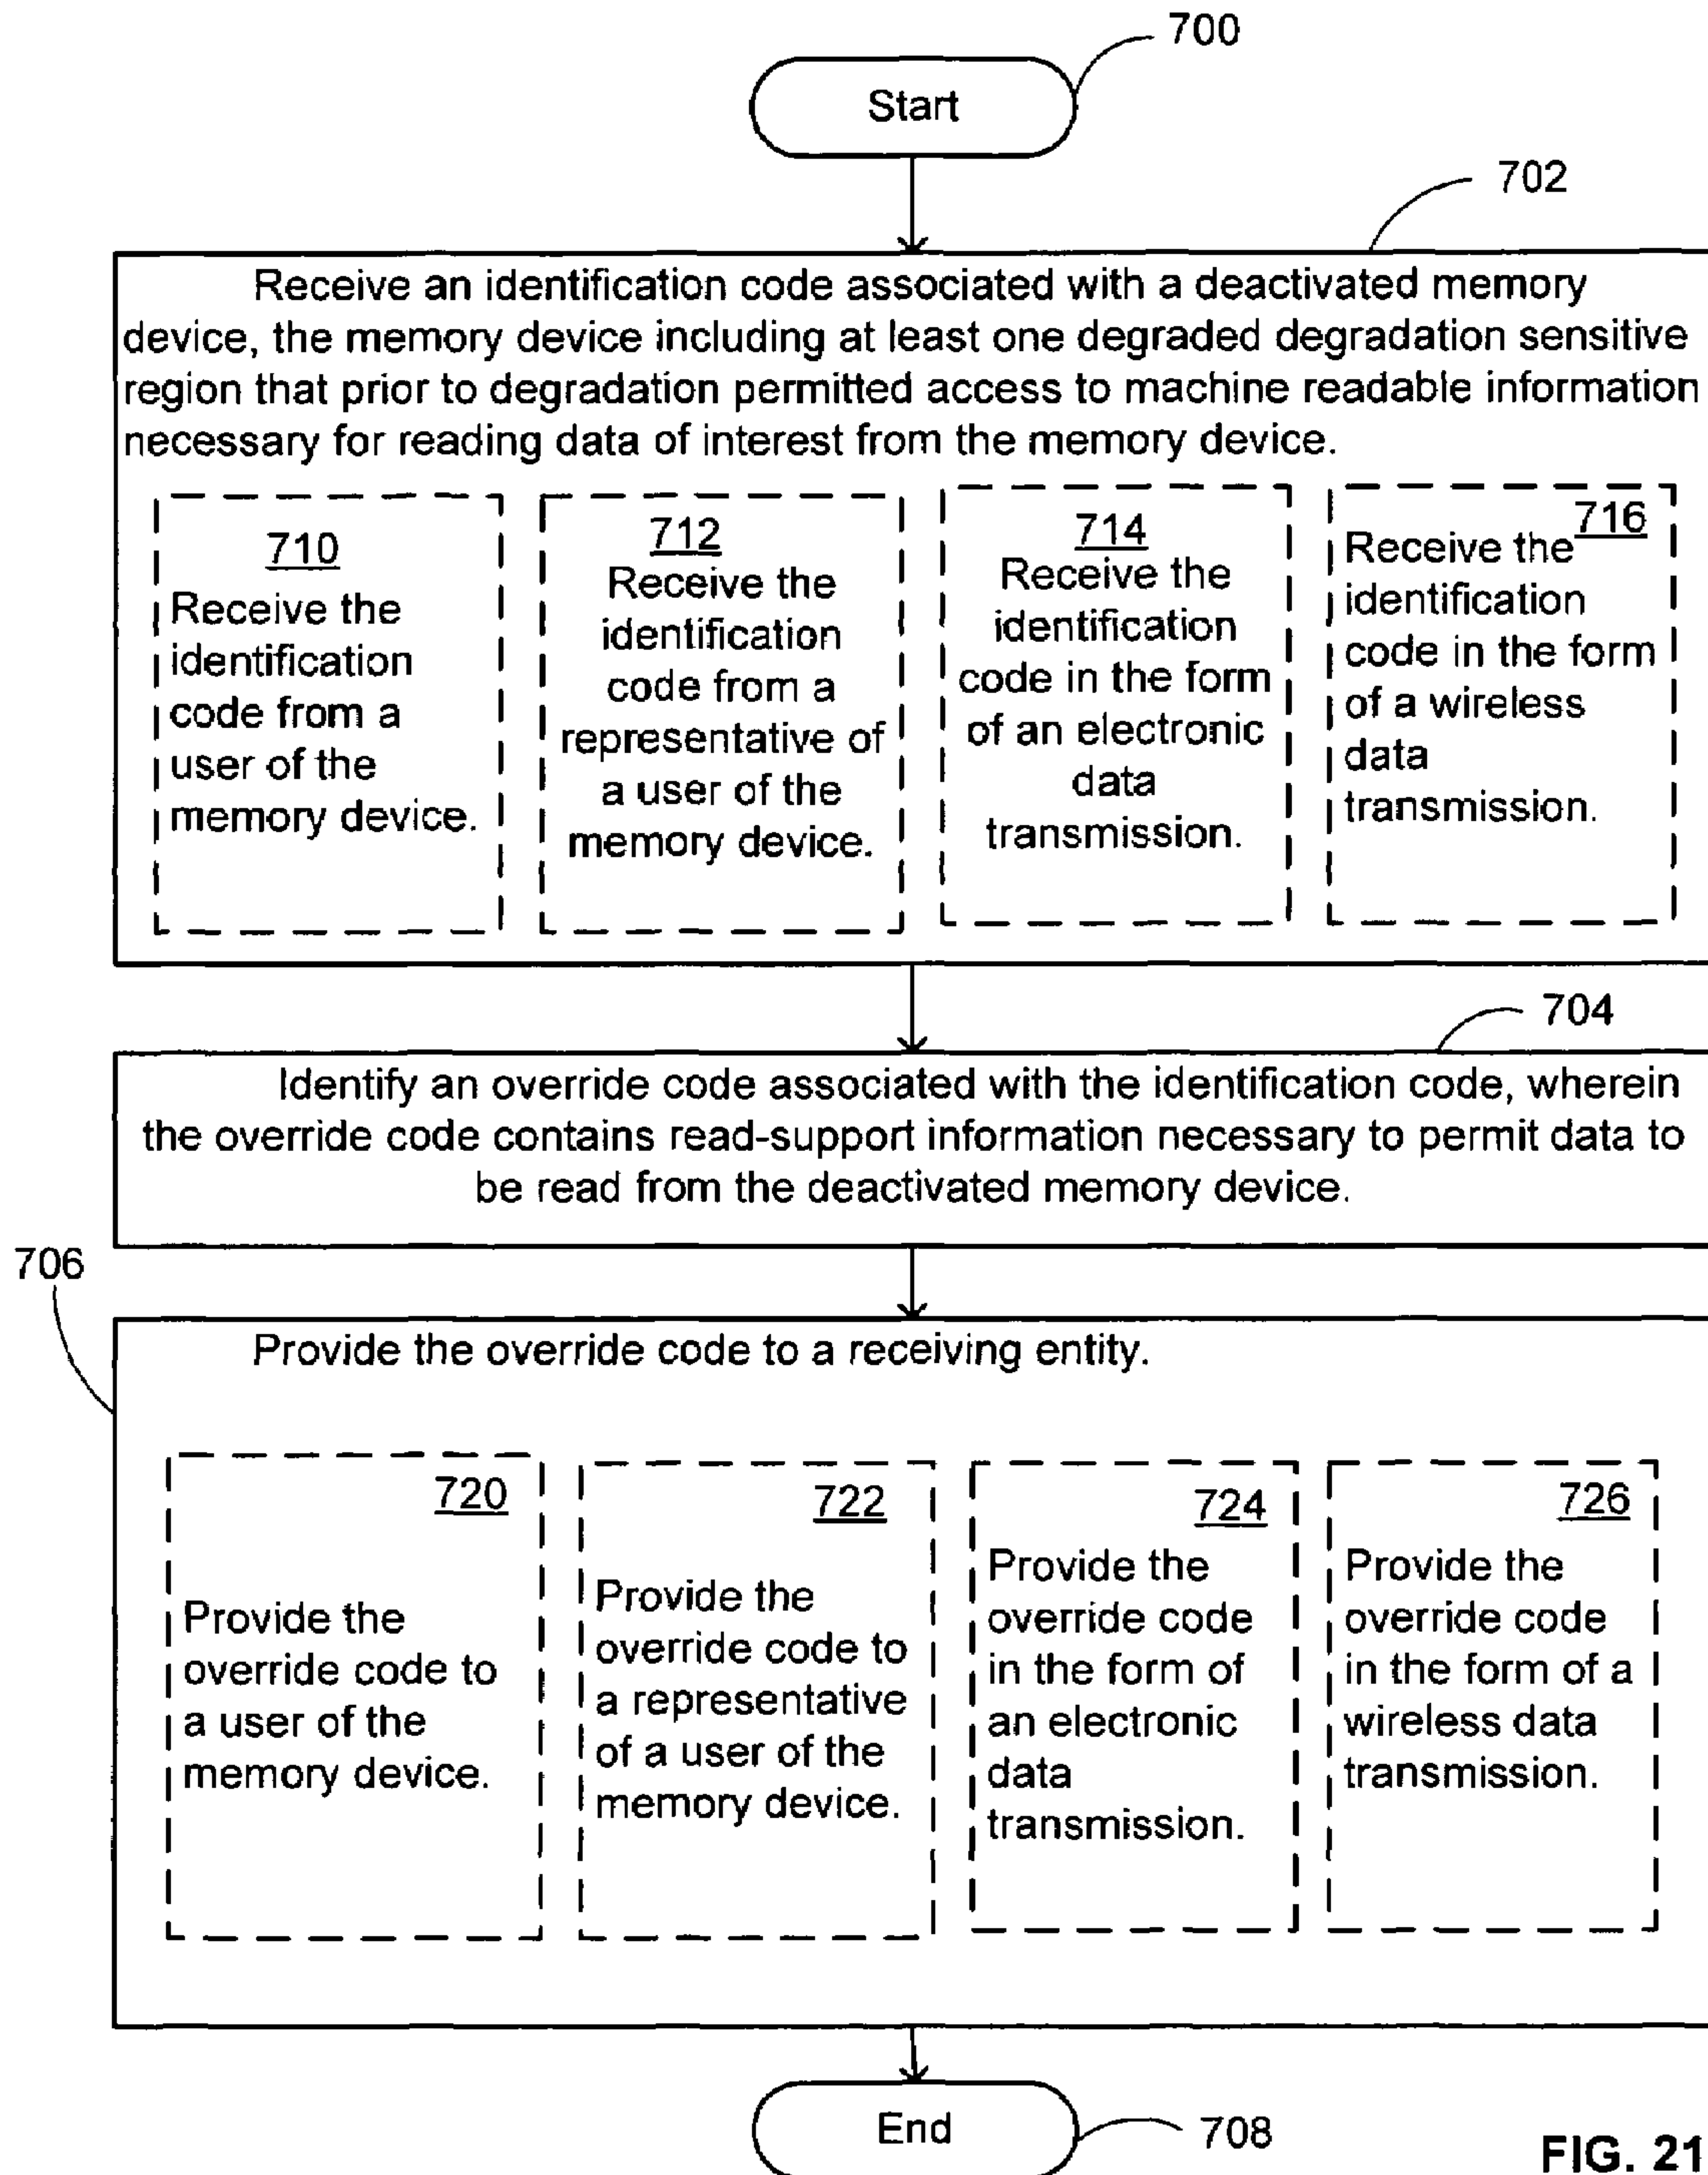 700
Start
702
Receive an identification code associated with a deactivated memory
device, the memory device including at least one degraded degradation sensitive
region that prior to degradation permitted access to machine readable information
necessary for reading data of interest from the memory device.
710
Receive the
identification
code from a
user of the
memory device.
712
Receive the
identification
code from a
representative of
a user of the
memory device.
714
Receive the
identification
code in the form
of an electronic
data
transmission.
716
Receive the
identification
code in the form
of a wireless
data
transmission.
704
Identify an override code associated with the identification code, wherein
the override code contains read-support information necessary to permit data to
be read from the deactivated memory device.
706
Provide the override code to a receiving entity.
720
Provide the
override code to
a user of the
memory device.
722
Provide the
override code to
a representative
of a user of the
memory device.
724
Provide the
override code
in the form of
an electronic
data
transmission.
726
Provide the
override code
in the form of a
wireless data
transmission.
End
708
FIG. 21